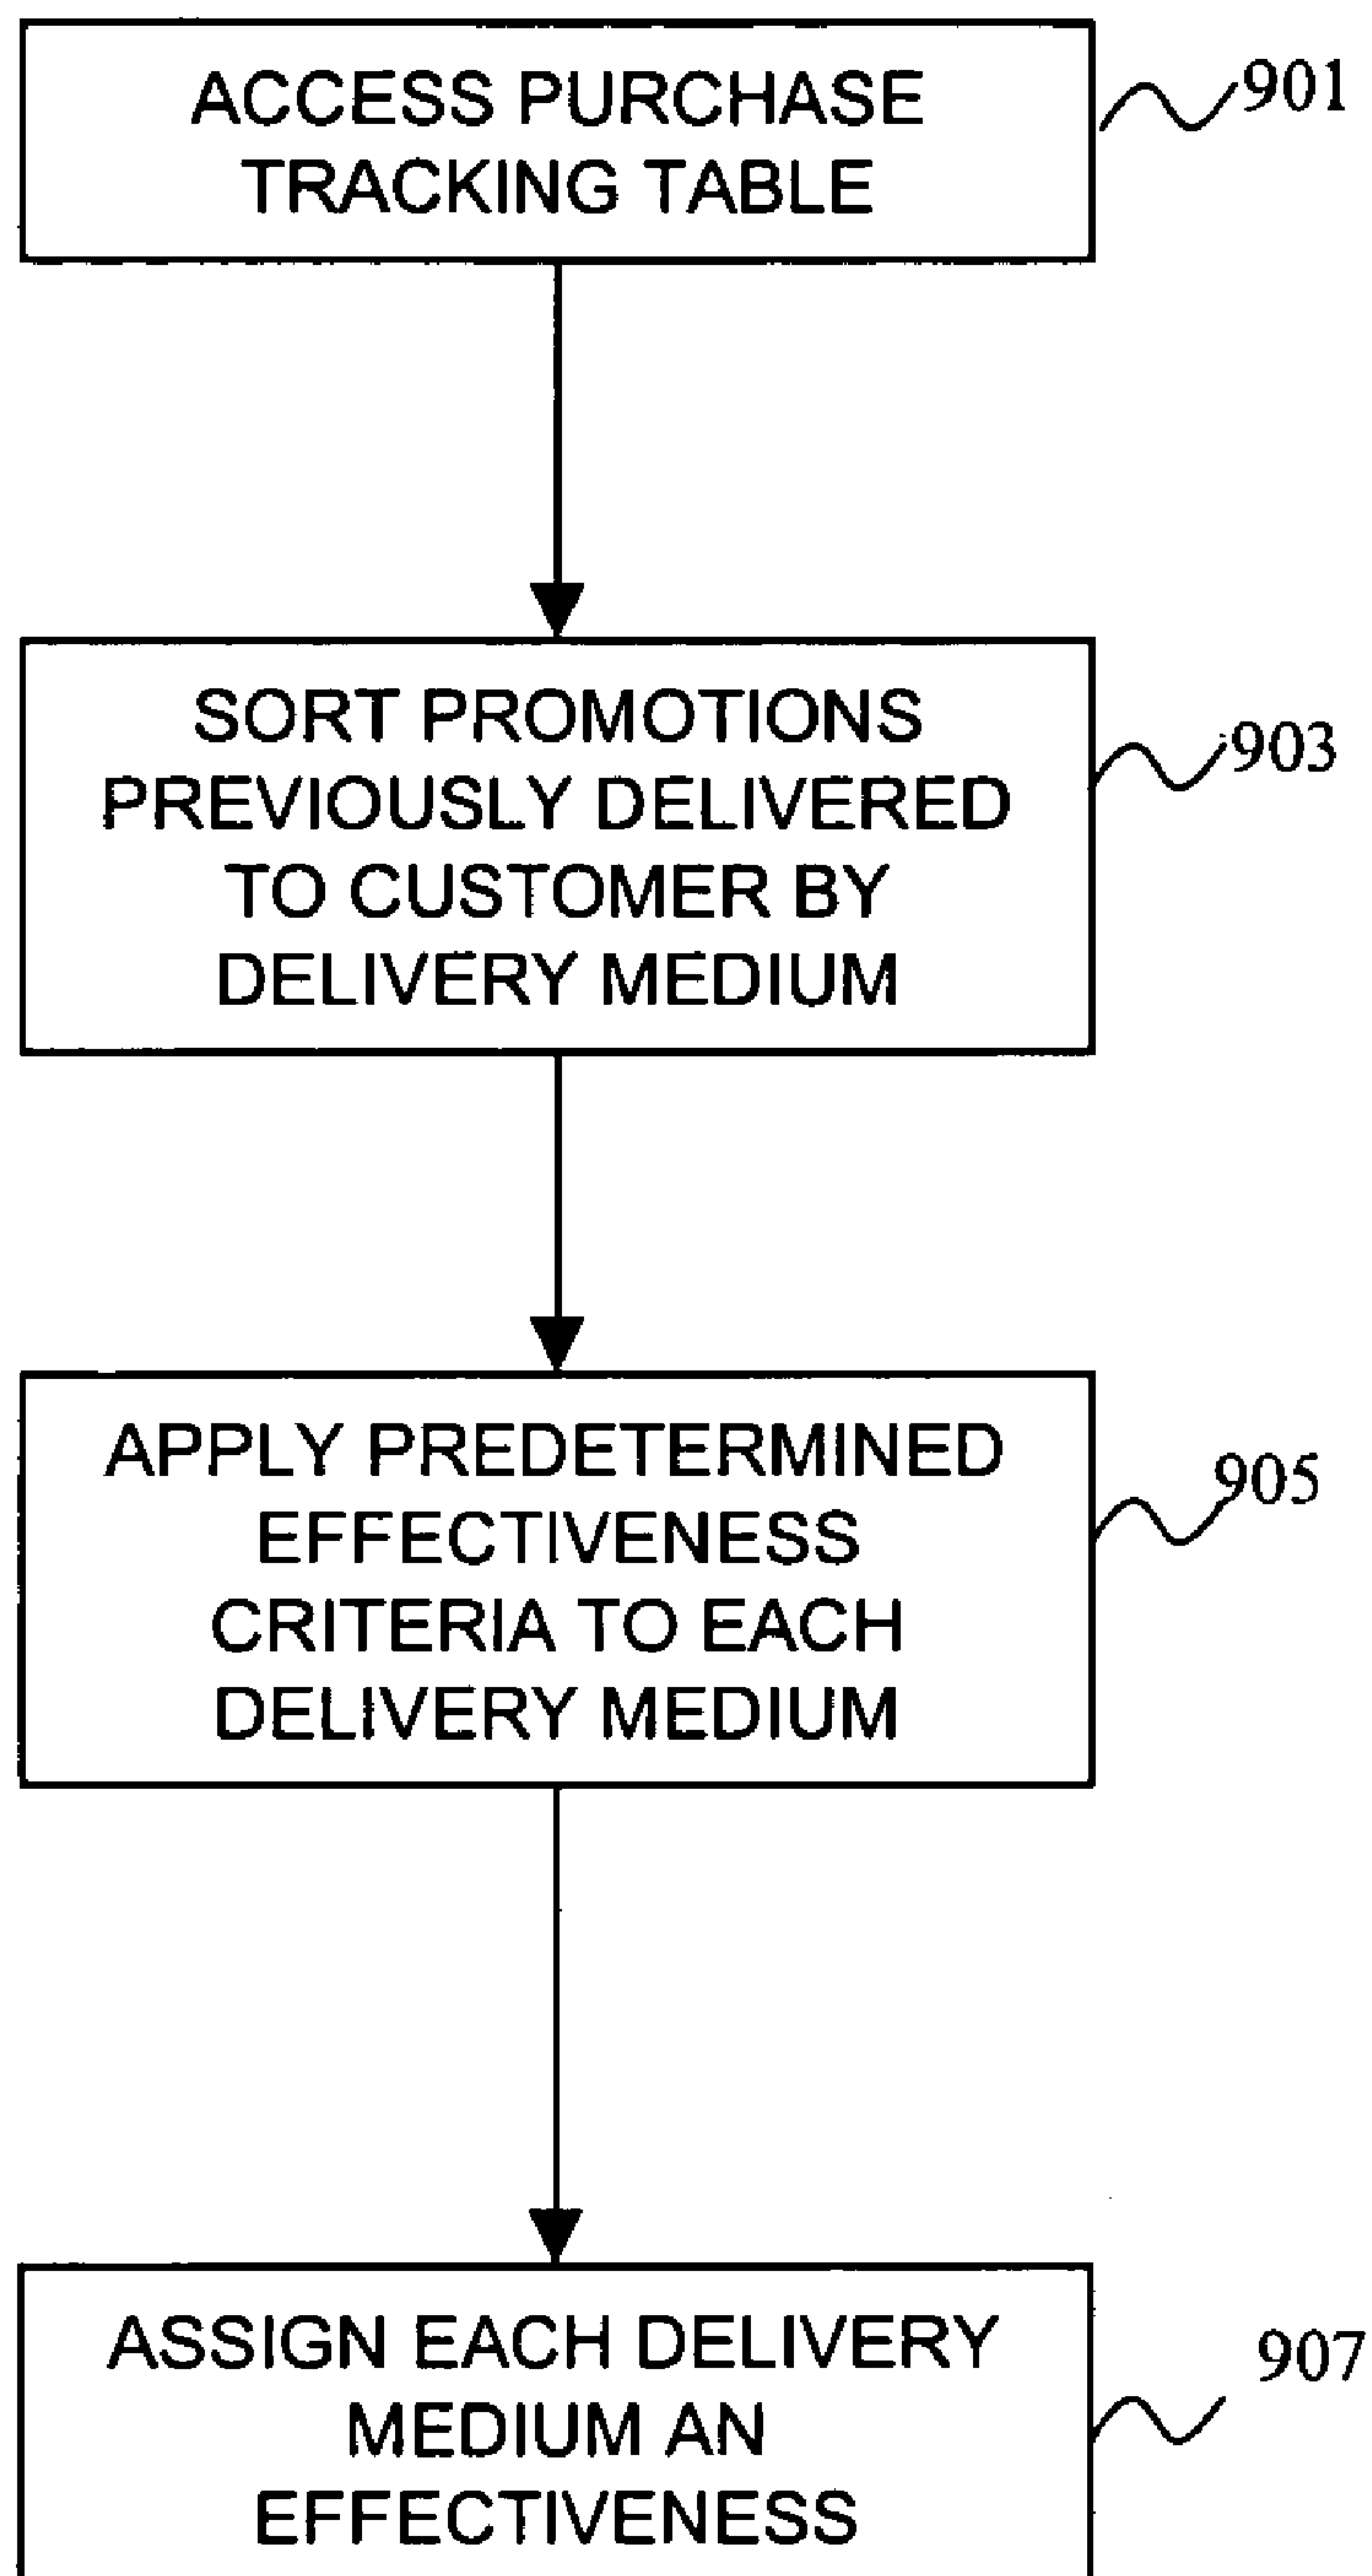 ACCESS PURCHASE
TRACKING TABLE
901
SORT PROMOTIONS
PREVIOUSLY DELIVERED
TO CUSTOMER BY
DELIVERY MEDIUM
903
APPLY PREDETERMINED
EFFECTIVENESS
CRITERIA TO EACH
DELIVERY MEDIUM
905
ASSIGN EACH DELIVERY
MEDIUM AN
EFFECTIVENESS
907